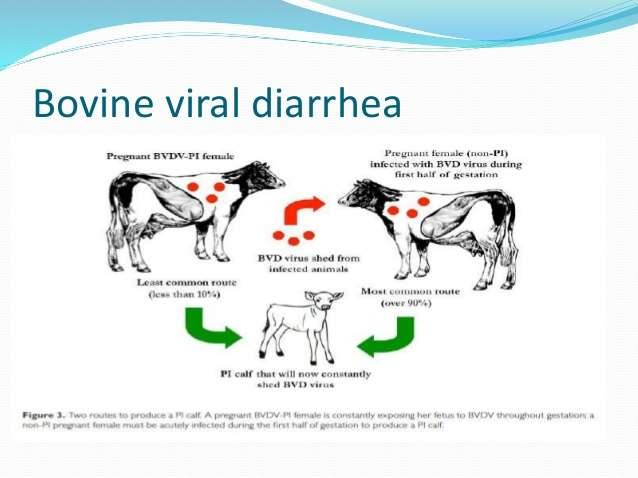 Bovine viral diarrhea
Pregnant BVDV-PI female
Pregnant female (non-PI)
infected with BVD virus during
first half of gestation
BVD virus shed from
infected animals
Least common route
(less than 10%)
Most common route
(over 90%)
PI calf that will now constantly
shed BVD virus
Figure 3. Two routes to produce a PI calf. A pregnant BVDV-PI female is constantly exposing her fetus to BVDV throughout gestation; a
non-PI pregnant female must be acutely infected during the first half of gestation to produce a PI calf.